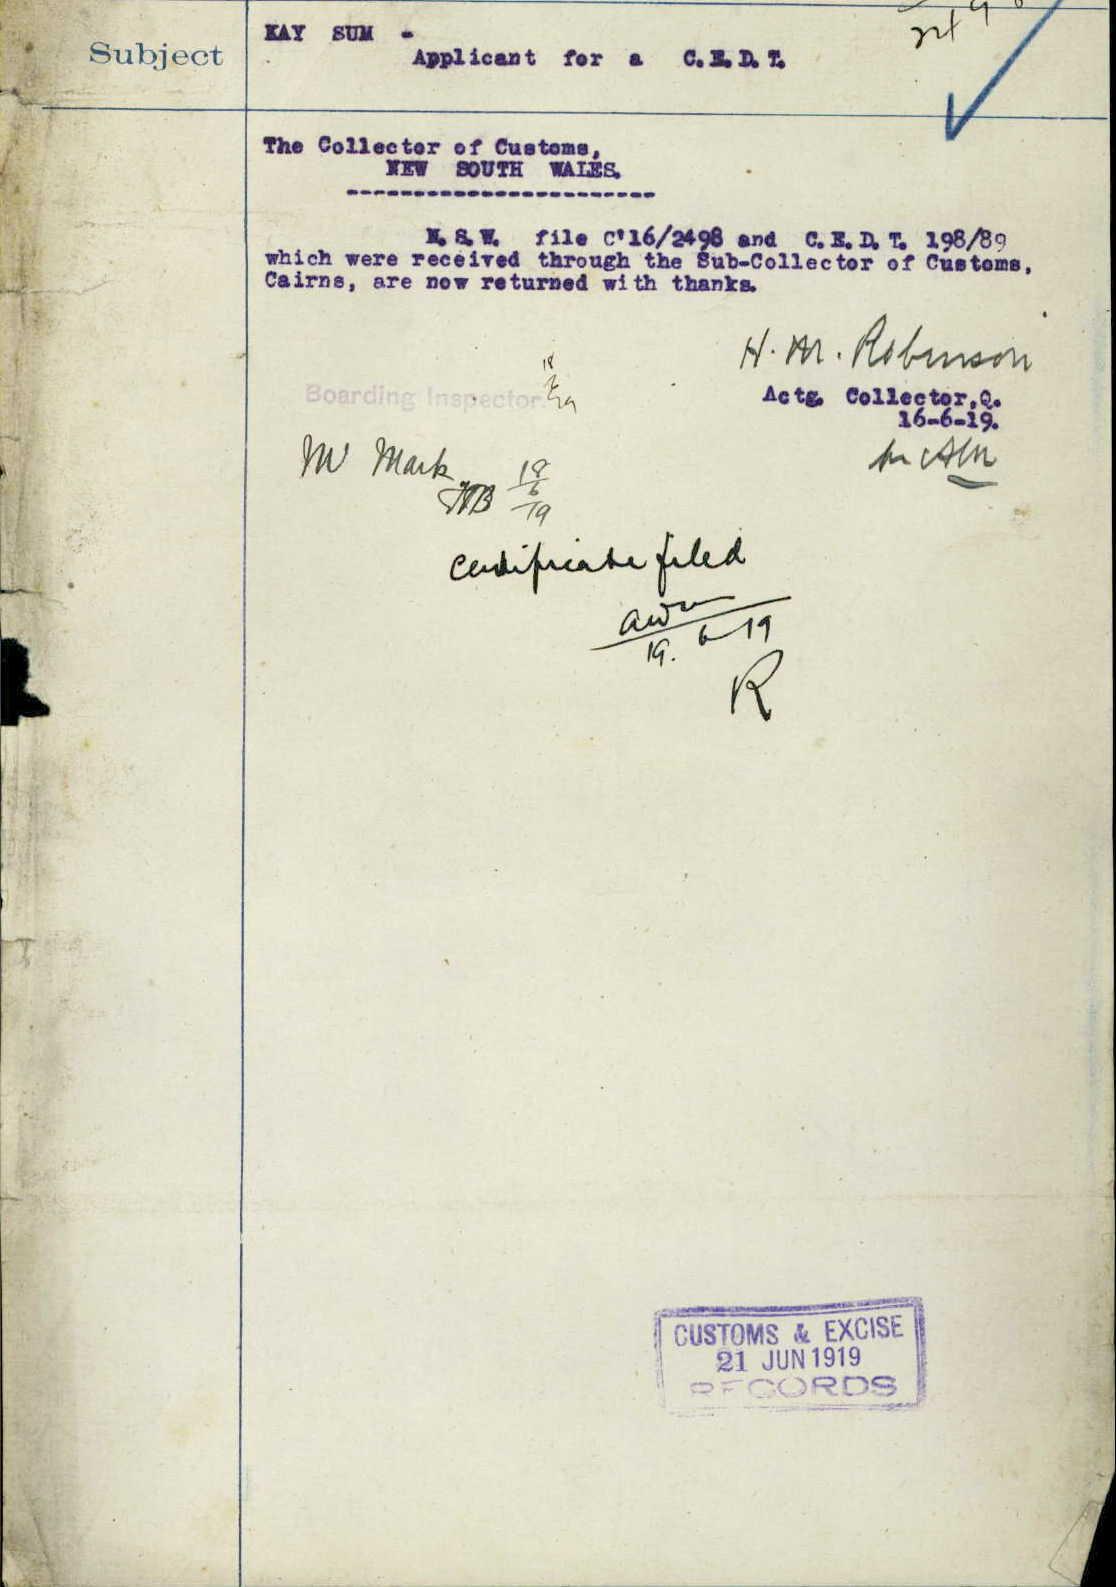 Subject
KAY SUM -
Applicant for a C.E.D.T.
The Collector of Customs,
NEW SOUTH WALES.
N.S.W. file C'16/2498 and C.E.D.T. 198/89
which were received through the Sub-Collector of Customs,
Cairns, are now returned with thanks.
H. M. Robinson
Actg. Collector, Q.
16-6-19.
Boarding Inspector.
18
6
19
Mr Mark
18
6
19
Certificate filed
19. 6 19
R
CUSTOMS & EXCISE
21 JUN 1919
RECORDS